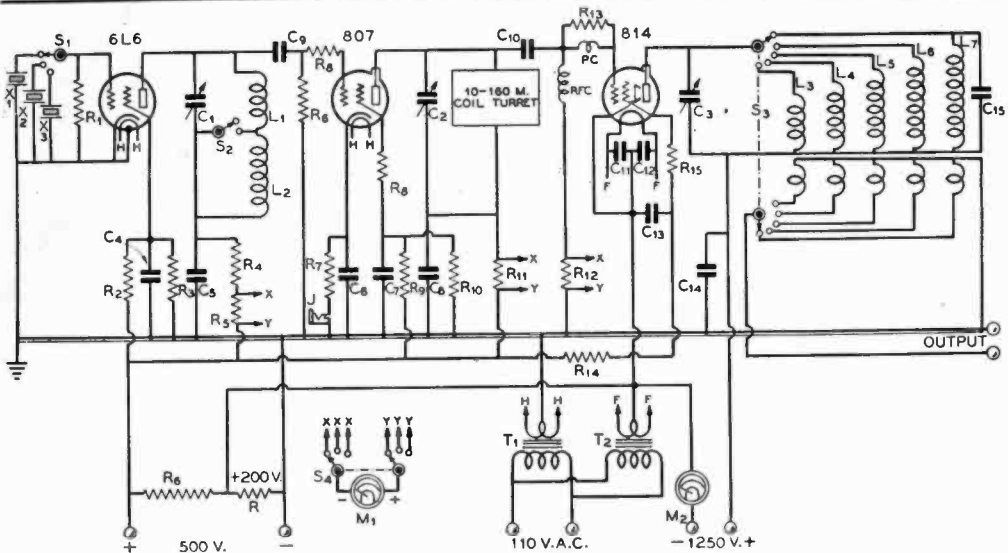 6L6 807 814
S1 C9 R8 C10 R13 PC
X1 X2 X3 R1 H H C1 S2 L1 L2 R6 H H C2 10-160 M. COIL TURRET RFC C11 C12 F F R15 C3 S3 L3 L4 L5 L6 L7 C15
R8 C13
C4 R2 R3 C5 R4 X R5 Y R7 J C6 C7 R9 C8 R10 R11 X Y R12 X Y C14
OUTPUT
R14
X X X Y Y Y H H F F
R6 +200 V. R S4 - + M1 T1 T2 M2
+ 500 V. - 110 V.A.C. - 1250 V. +